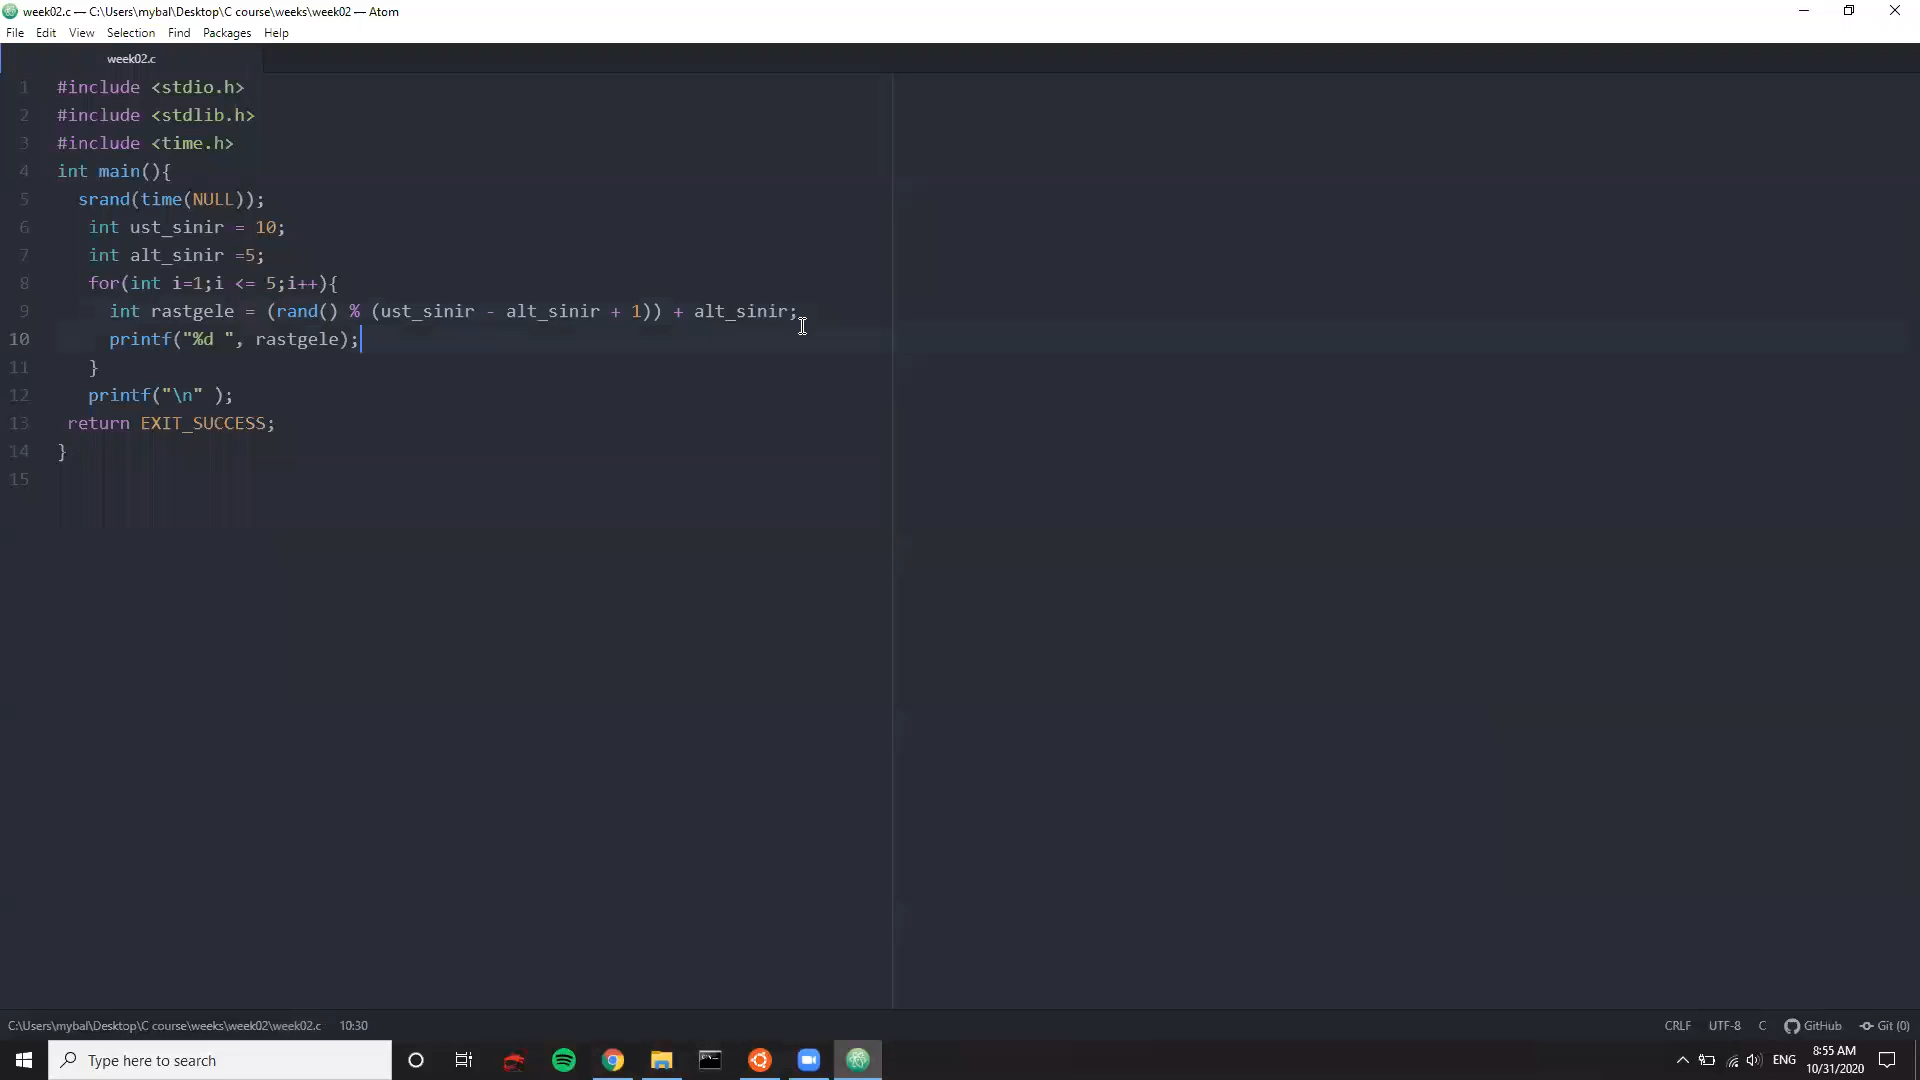 week02.c — C:\Users\mybal\Desktop\C course\weeks\week02 — Atom
File Edit View Selection Find Packages Help
week02.c
1 #include <stdio.h>
2 #include <stdlib.h>
3 #include <time.h>
4 int main(){
5 srand(time(NULL));
6 int ust_sinir = 10;
7 int alt_sinir =5;
8 for(int i=1;i <= 5;i++){
9 int rastgele = (rand() % (ust_sinir - alt_sinir + 1)) + alt_sinir;
10 printf("%d ", rastgele);
11 }
12 printf("\n" );
13 return EXIT_SUCCESS;
14 }
15
C:\Users\mybal\Desktop\C course\weeks\week02\week02.c 10:30 CRLF UTF-8 C GitHub Git (0)
Type here to search ENG 8:55 AM
10/31/2020